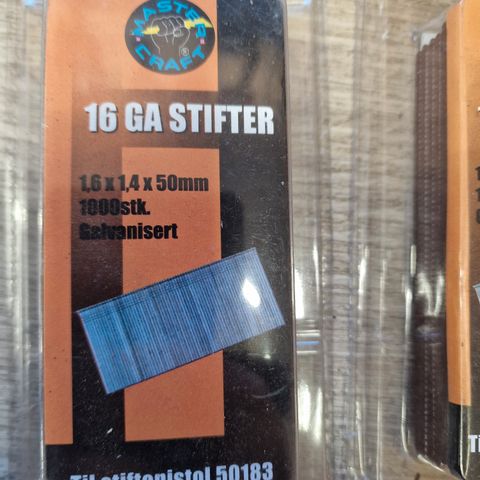 MASTER
CRAFT
®
16 GA STIFTER
1,6 x 1,4 x 50mm
1000stk.
Galvanisert
Til stiftepistol 50183